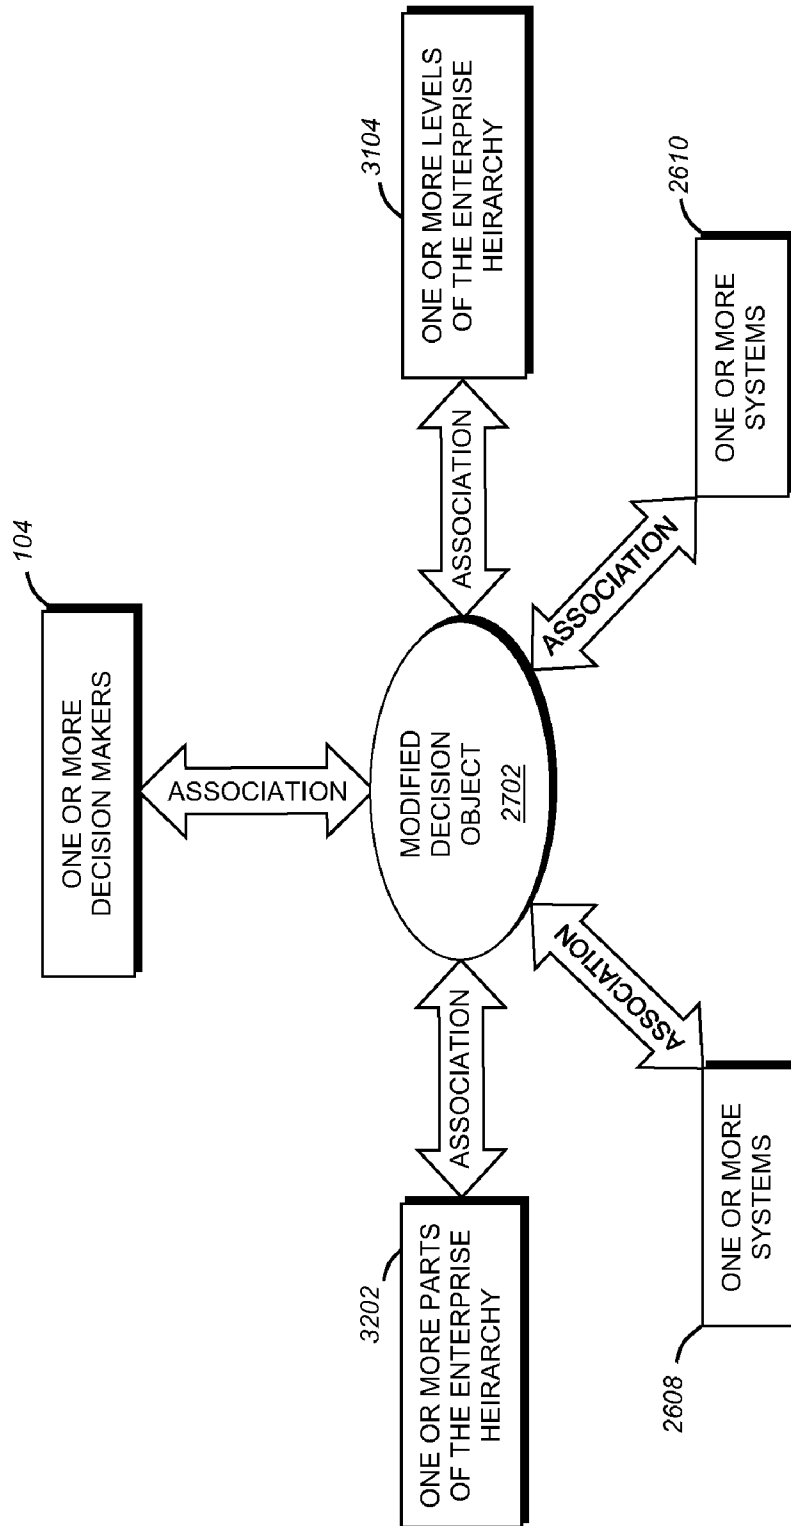 104
ONE OR MORE
DECISION MAKERS
ASSOCIATION
3202
ONE OR MORE PARTS
OF THE ENTERPRISE
HEIRARCHY
ASSOCIATION
MODIFIED
DECISION
OBJECT
2702
ASSOCIATION
3104
ONE OR MORE LEVELS
OF THE ENTERPRISE
HEIRARCHY
ASSOCIATION
ASSOCIATION
2608
ONE OR MORE
SYSTEMS
2610
ONE OR MORE
SYSTEMS